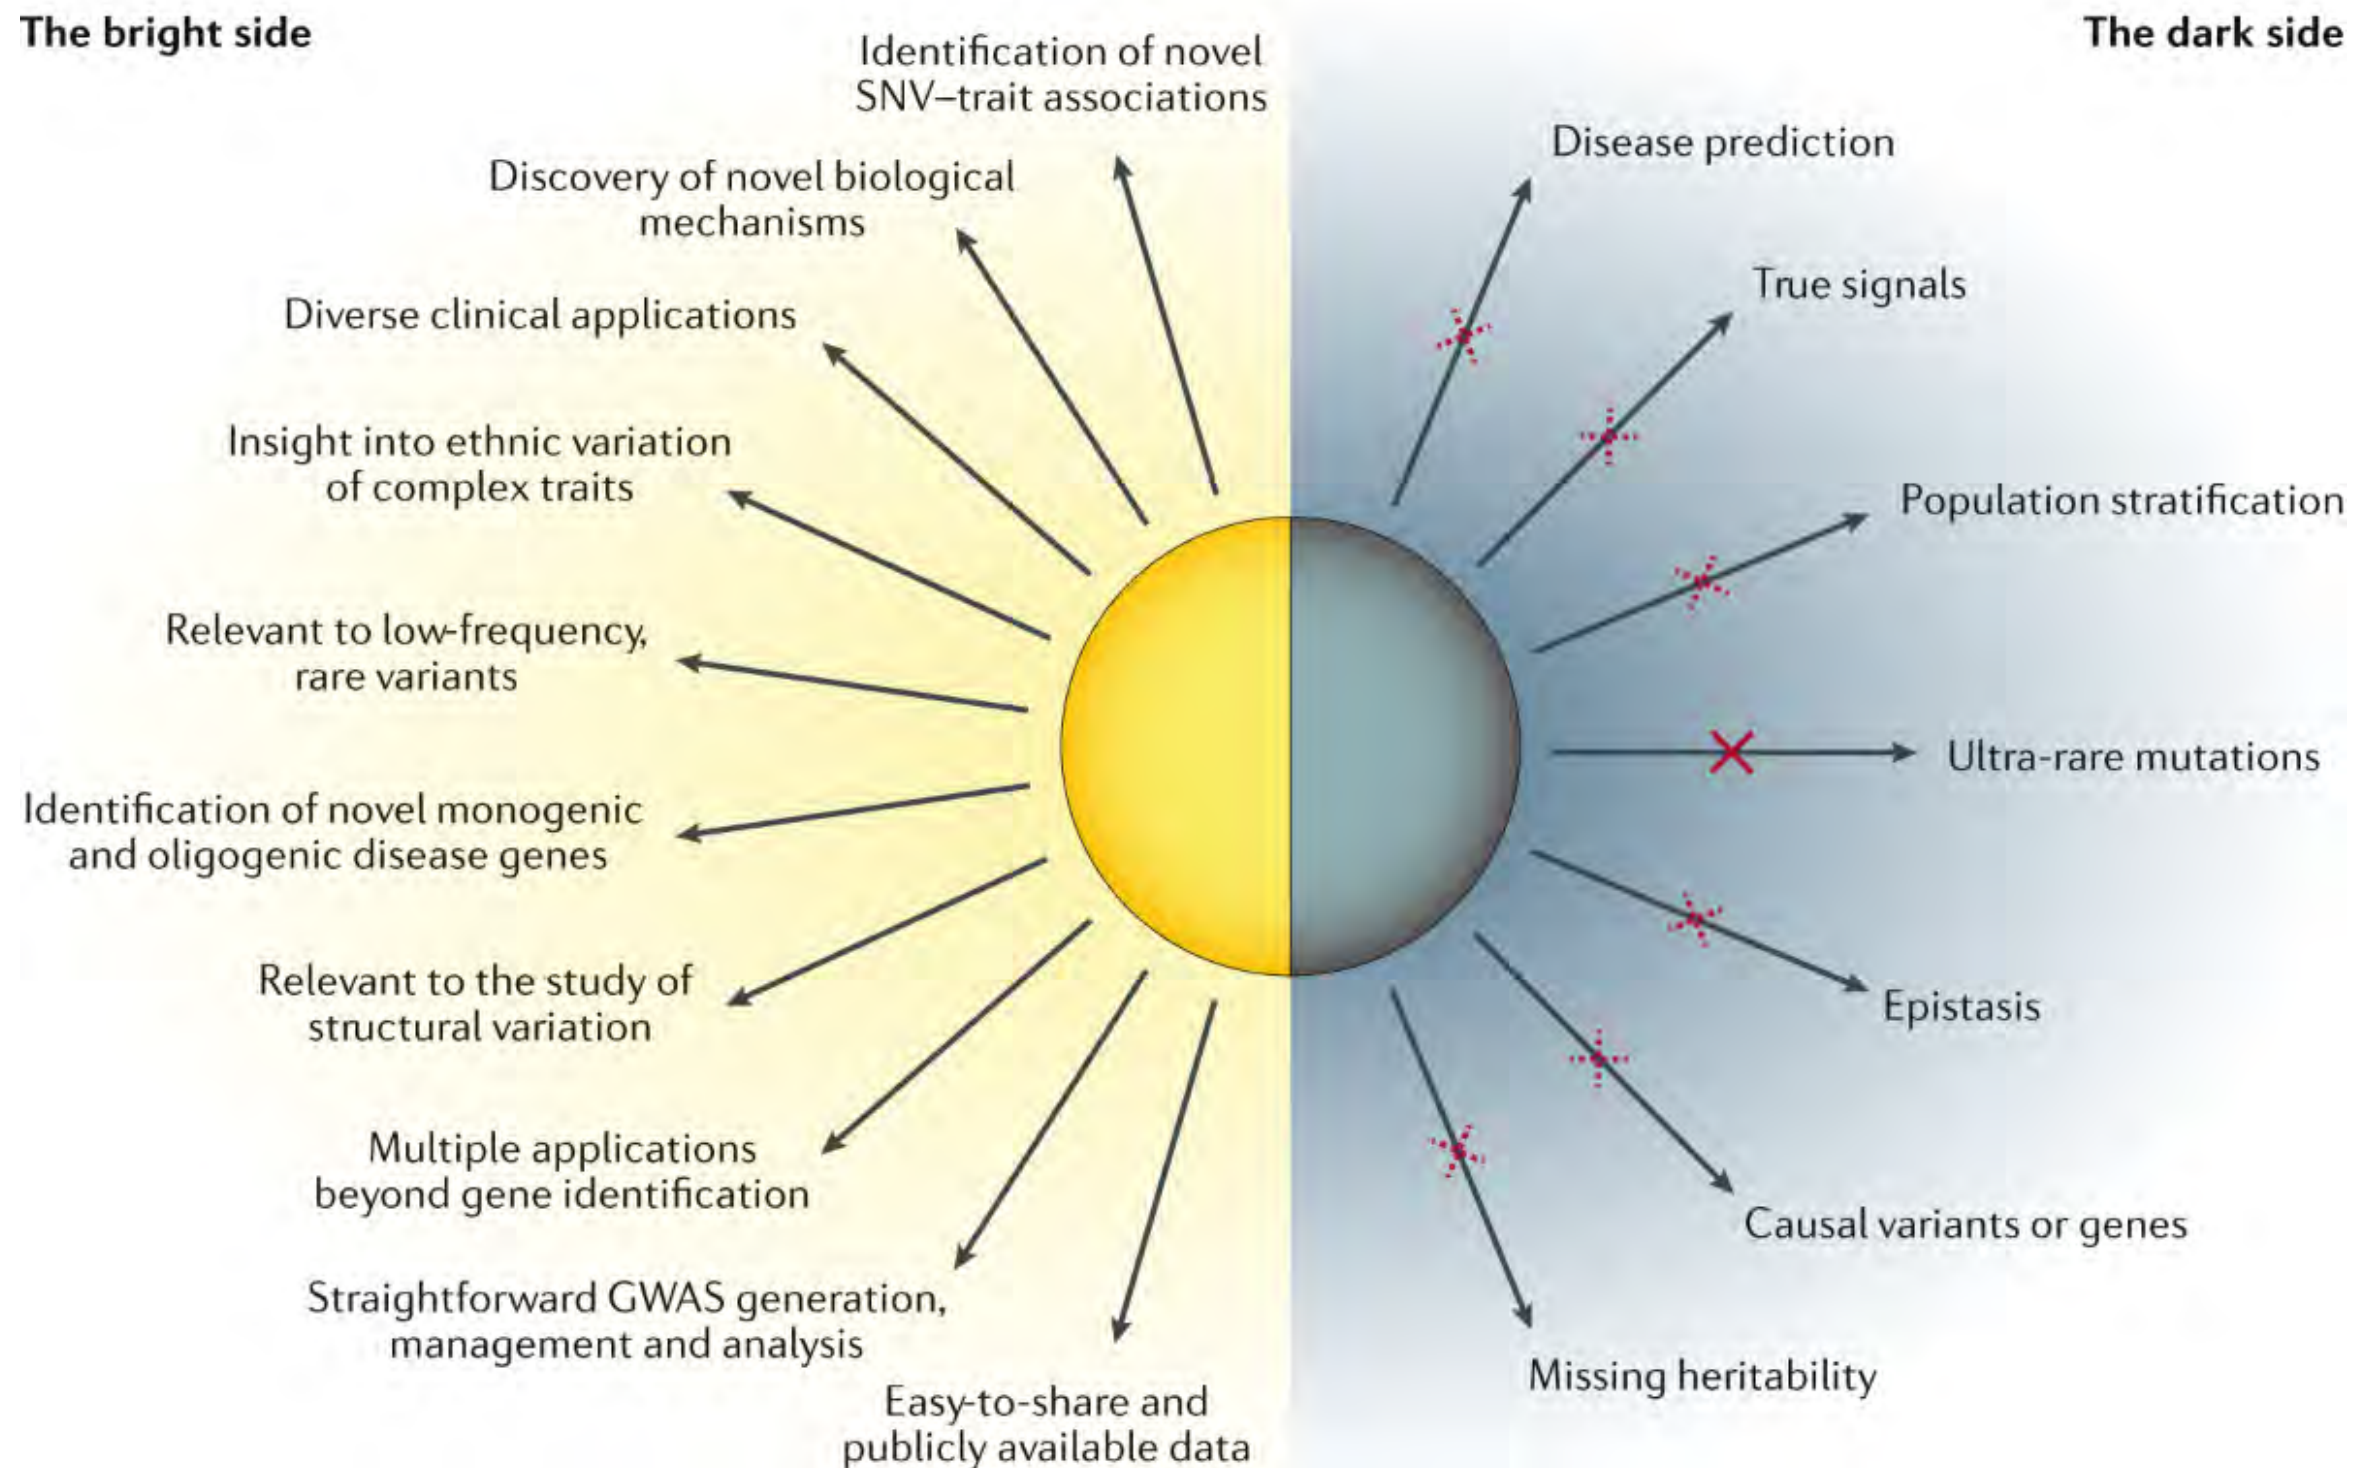 The bright side
The dark side
Identification of novel
SNV–trait associations
Discovery of novel biological
mechanisms
Diverse clinical applications
Insight into ethnic variation
of complex traits
Relevant to low-frequency,
rare variants
Identification of novel monogenic
and oligogenic disease genes
Relevant to the study of
structural variation
Multiple applications
beyond gene identification
Straightforward GWAS generation,
management and analysis
Easy-to-share and
publicly available data
Disease prediction
True signals
Population stratification
Ultra-rare mutations
Epistasis
Causal variants or genes
Missing heritability